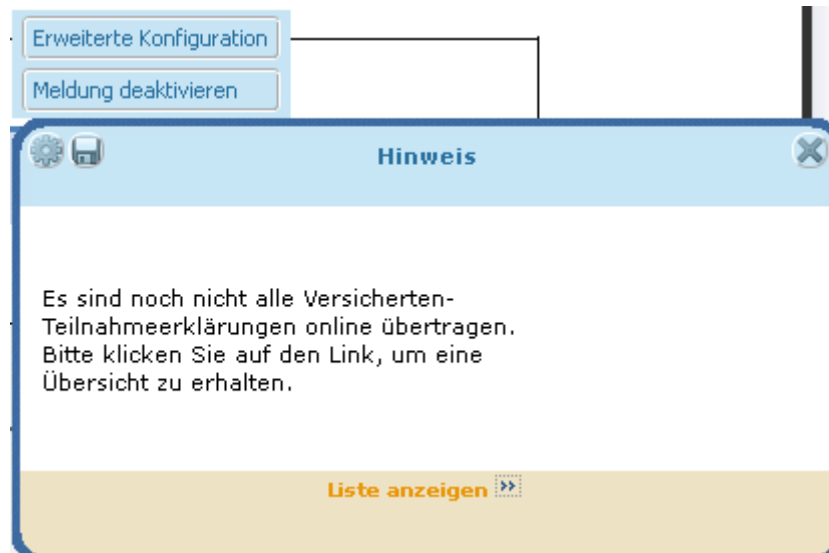 Erweiterte Konfiguration
Meldung deaktivieren
Hinweis
Es sind noch nicht alle Versicherten-
Teilnahmeerklärungen online übertragen.
Bitte klicken Sie auf den Link, um eine
Übersicht zu erhalten.
Liste anzeigen